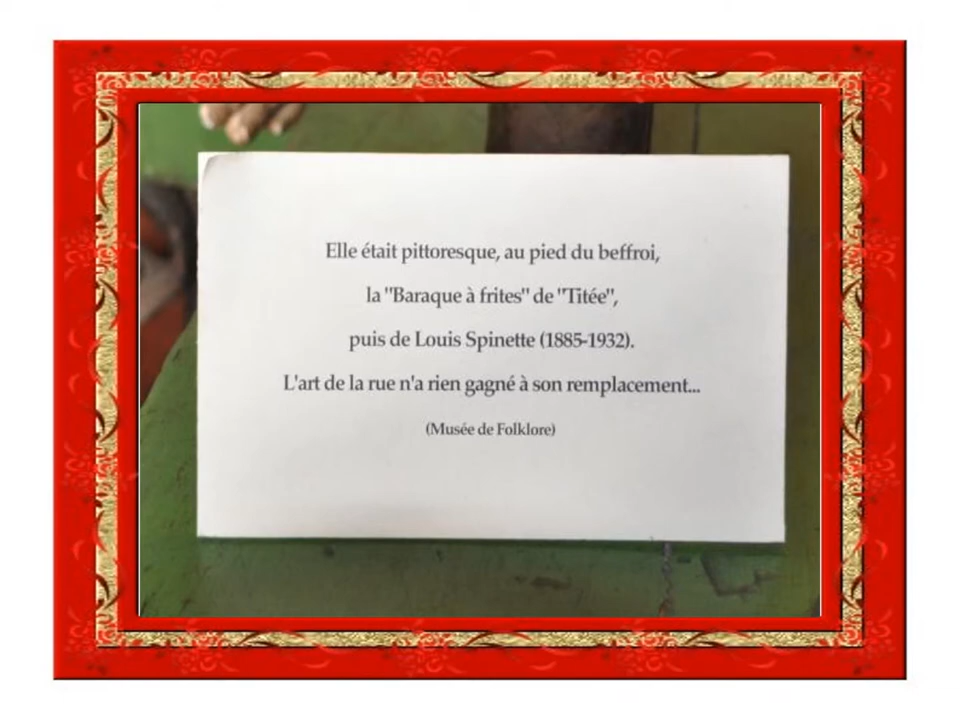 Elle était pittoresque, au pied du beffroi,
la "Baraque à frites" de "Titée",
puis de Louis Spinette (1885-1932).
L'art de la rue n'a rien gagné à son remplacement...
(Musée de Folklore)